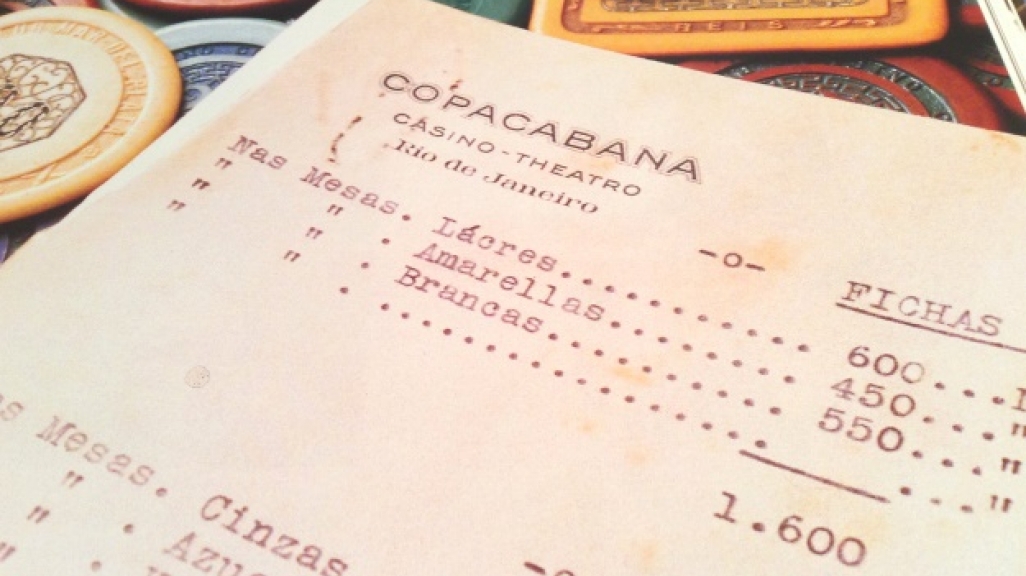 REIS
COPACABANA
CASINO-THEATRO
Rio de Janeiro
-o-
FICHAS
Nas Mesas. Lácres.............600....
" " . Amarellas..........450....
" " . Brancas............550...."
" " . ...................... ...."
1.600
Mesas. Cinzas
" .
" .